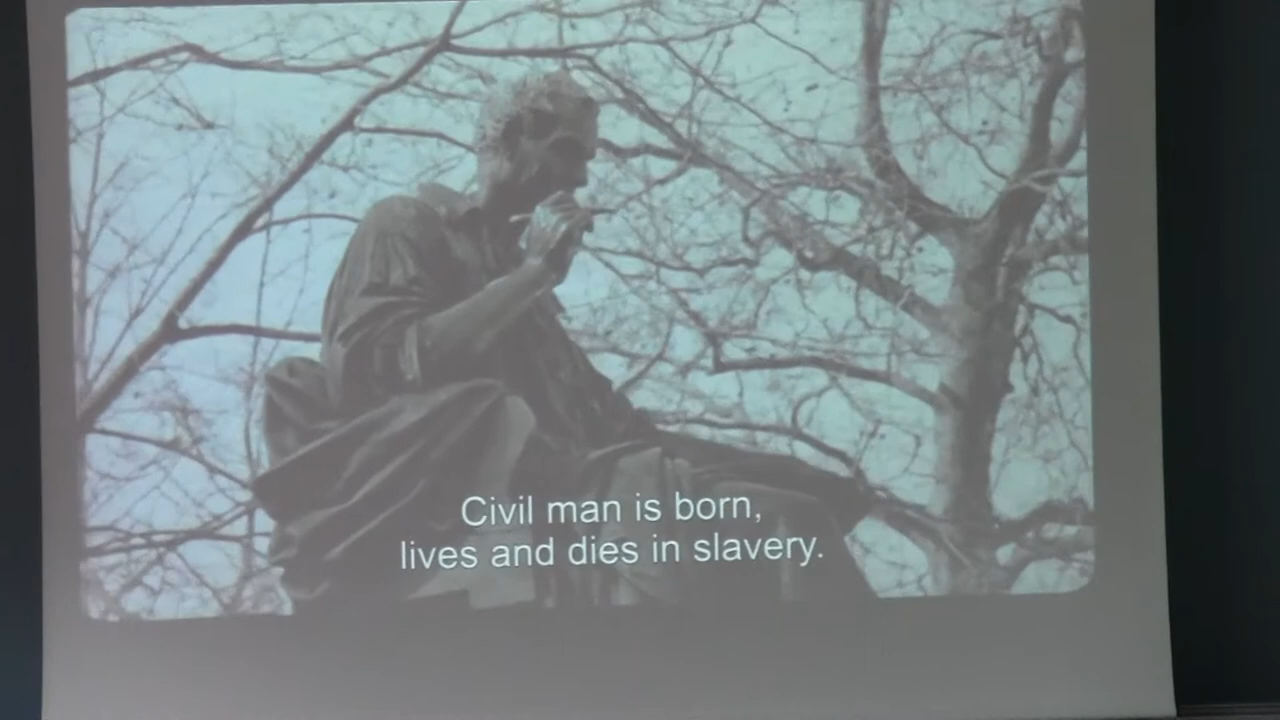 Civil man is born,
lives and dies in slavery.